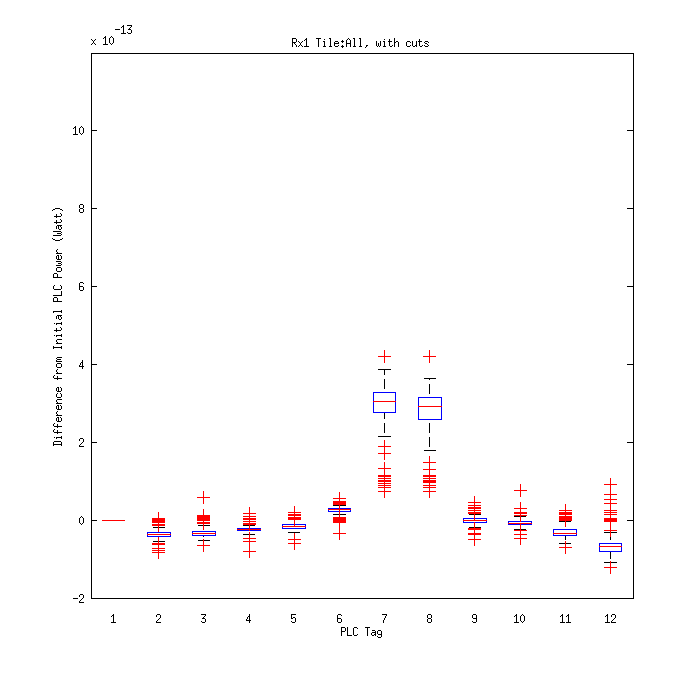 x 10-13
Rx1 Tile:All, with cuts
Difference from Initial PLC Power (Watt)
10
8
6
4
2
0
-2
1 2 3 4 5 6 7 8 9 10 11 12
PLC Tag